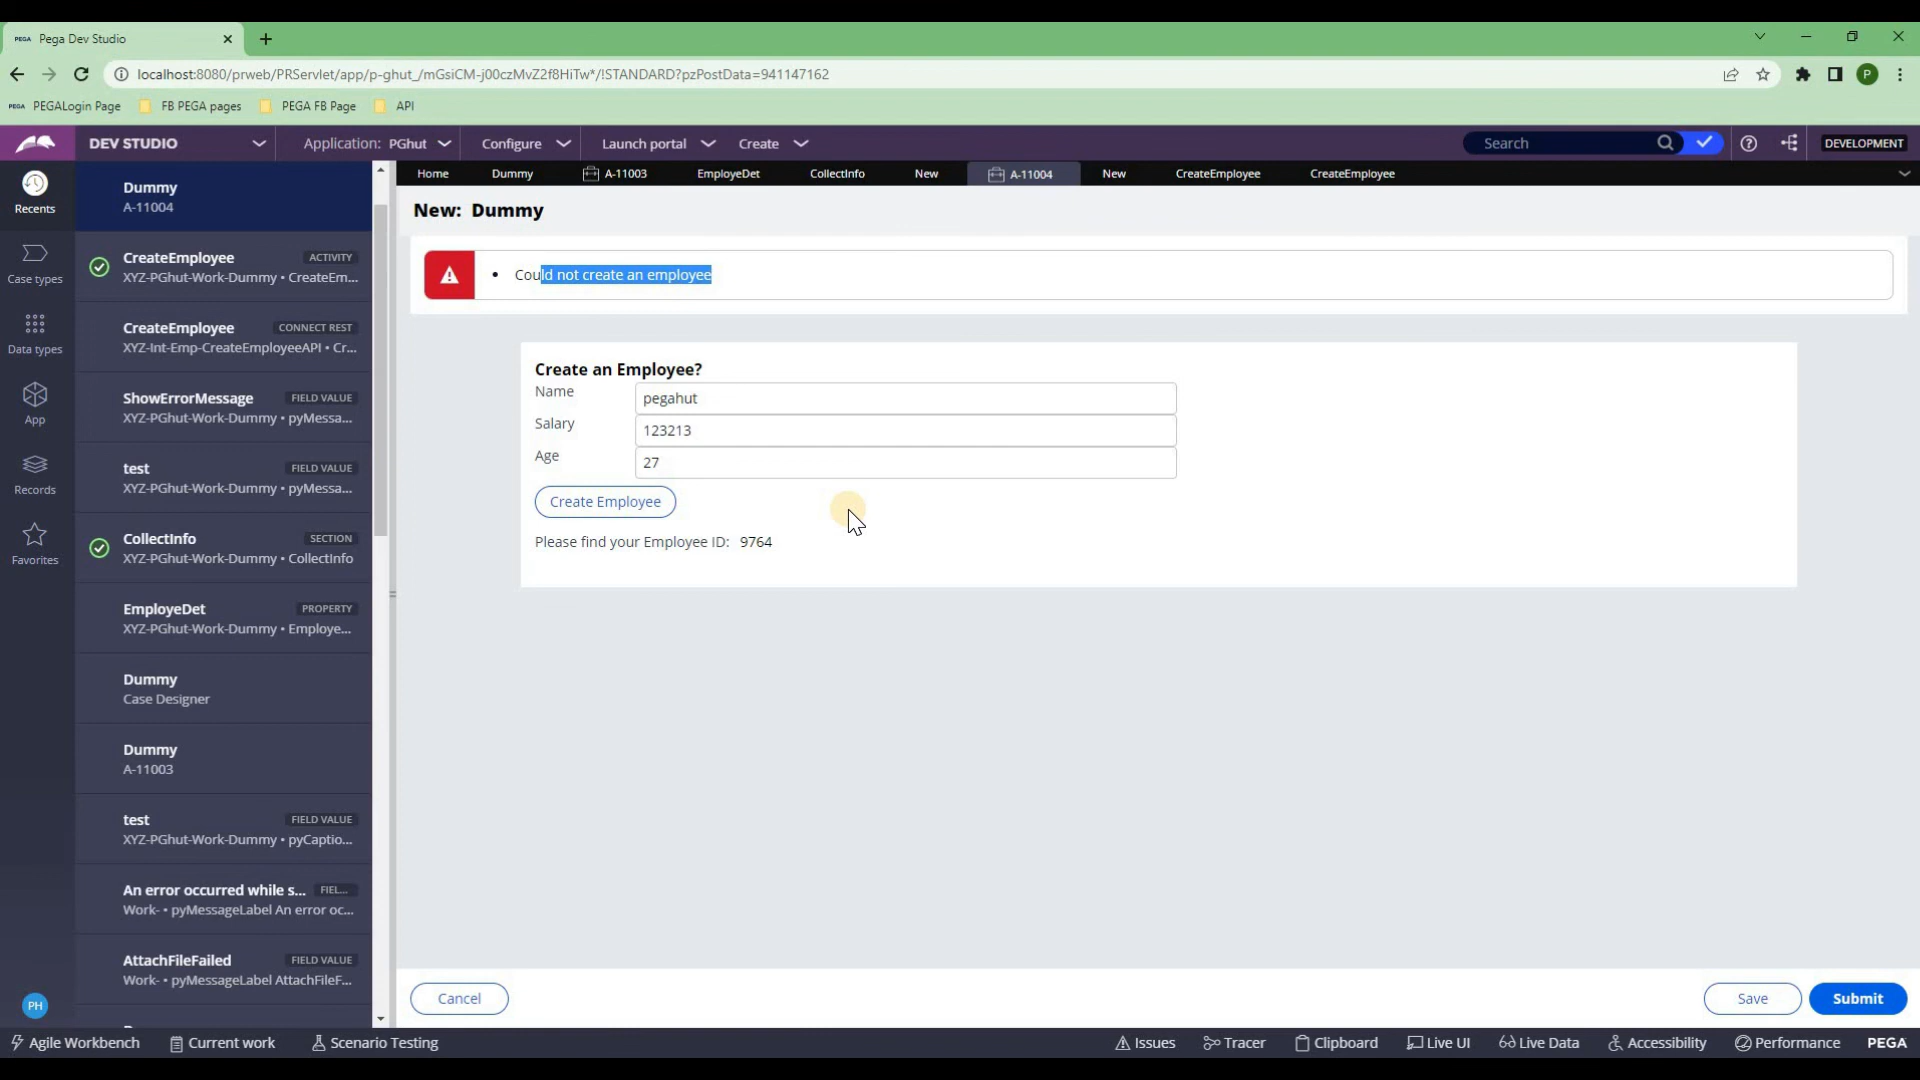 PEGA Pega Dev Studio
localhost:8080/prweb/PRServlet/app/p-ghut_/mGsiCM-j00czMvZ2f8HiTw*/!STANDARD?pzPostData=941147162
P
PEGA PEGALogin Page FB PEGA pages PEGA FB Page API
DEV STUDIO Application: PGhut Configure Launch portal Create Search DEVELOPMENT
Home Dummy A-11003 EmployeDet CollectInfo New A-11004 New CreateEmployee CreateEmployee
Recents
Case types
Data types
App
Records
Favorites
PH
Dummy
A-11004
CreateEmployee ACTIVITY
XYZ-PGhut-Work-Dummy • CreateEm...
CreateEmployee CONNECT REST
XYZ-Int-Emp-CreateEmployeeAPI • Cr...
ShowErrorMessage FIELD VALUE
XYZ-PGhut-Work-Dummy • pyMessa...
test FIELD VALUE
XYZ-PGhut-Work-Dummy • pyMessa...
CollectInfo SECTION
XYZ-PGhut-Work-Dummy • CollectInfo
EmployeDet PROPERTY
XYZ-PGhut-Work-Dummy • Employe...
Dummy
Case Designer
Dummy
A-11003
test FIELD VALUE
XYZ-PGhut-Work-Dummy • pyCaptio...
An error occurred while s... FIEL...
Work- • pyMessageLabel An error oc...
AttachFileFailed FIELD VALUE
Work- • pyMessageLabel AttachFileF...
New: Dummy
• Could not create an employee
Create an Employee?
Name pegahut
Salary 123213
Age 27
Create Employee
Please find your Employee ID: 9764
Cancel Save Submit
Agile Workbench Current work Scenario Testing Issues Tracer Clipboard Live UI Live Data Accessibility Performance PEGA